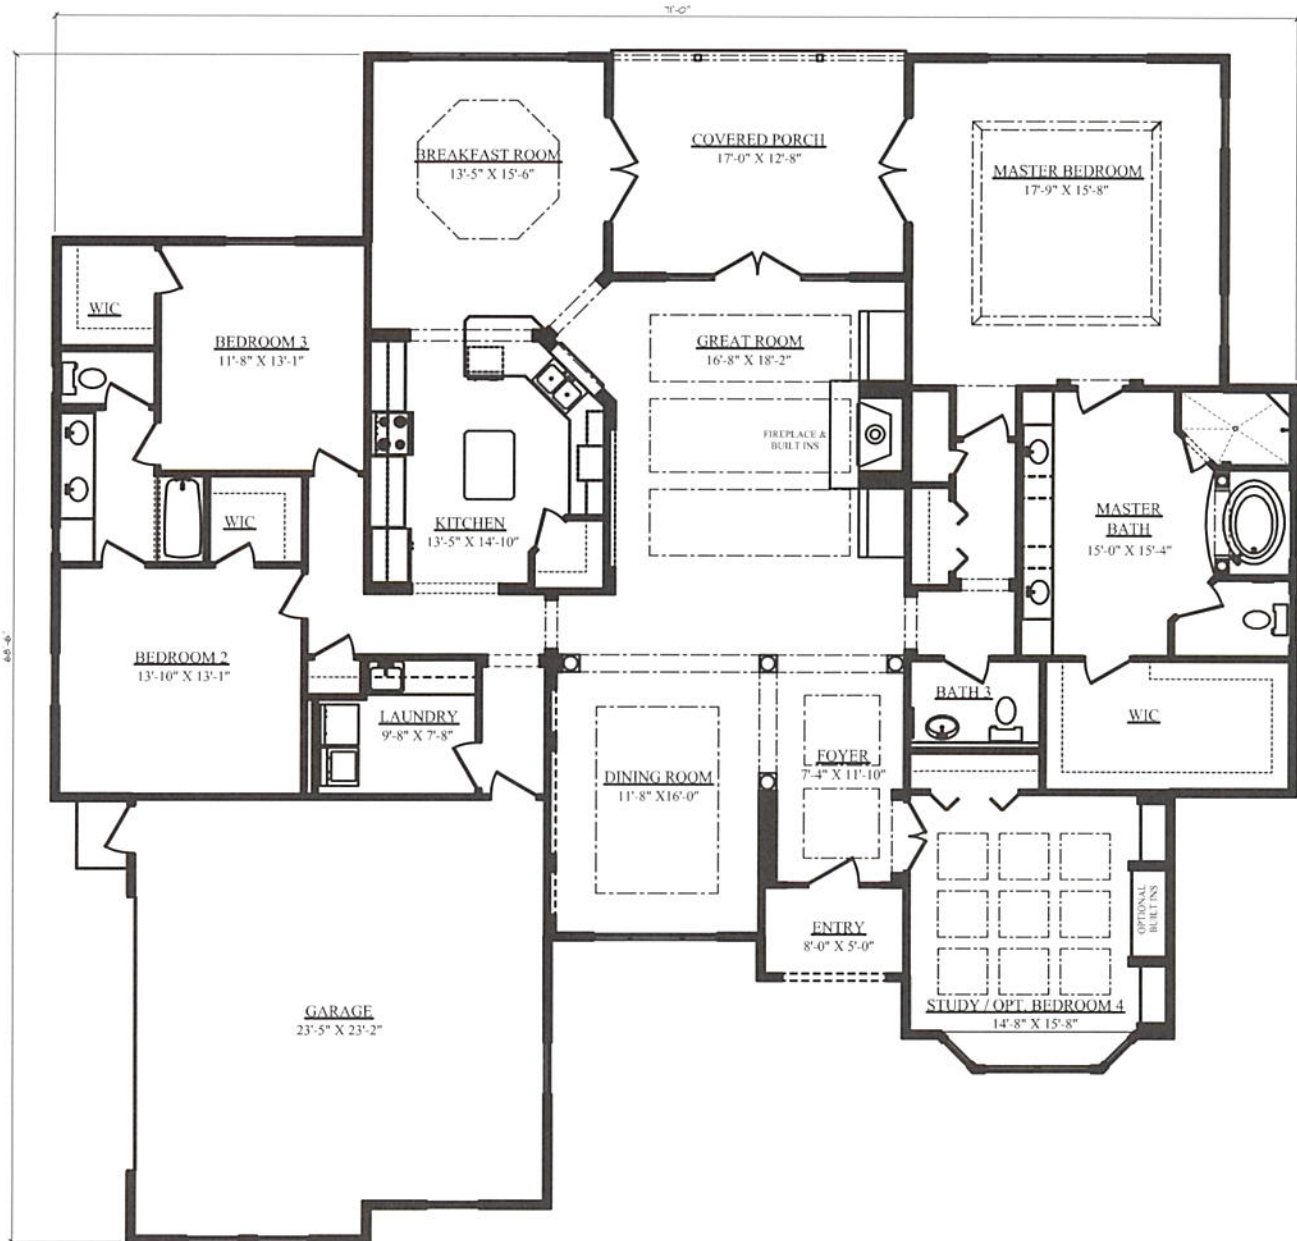 71'-0"
COVERED PORCH
17'-0" X 12'-8"
BREAKFAST ROOM
13'-5" X 15'-6"
MASTER BEDROOM
17'-9" X 15'-8"
WIC
BEDROOM 3
11'-8" X 13'-1"
GREAT ROOM
16'-8" X 18'-2"
FIREPLACE &
BUILT INS
WIC
KITCHEN
13'-5" X 14'-10"
MASTER
BATH
15'-0" X 15'-4"
68'-6"
BEDROOM 2
13'-10" X 13'-1"
LAUNDRY
9'-8" X 7'-8"
BATH 3
WIC
DINING ROOM
11'-8" X16'-0"
FOYER
7'-4" X 11'-10"
OPTIONAL
BUILT INS
ENTRY
8'-0" X 5'-0"
GARAGE
23'-5" X 23'-2"
STUDY / OPT. BEDROOM 4
14'-8" X 15'-8"